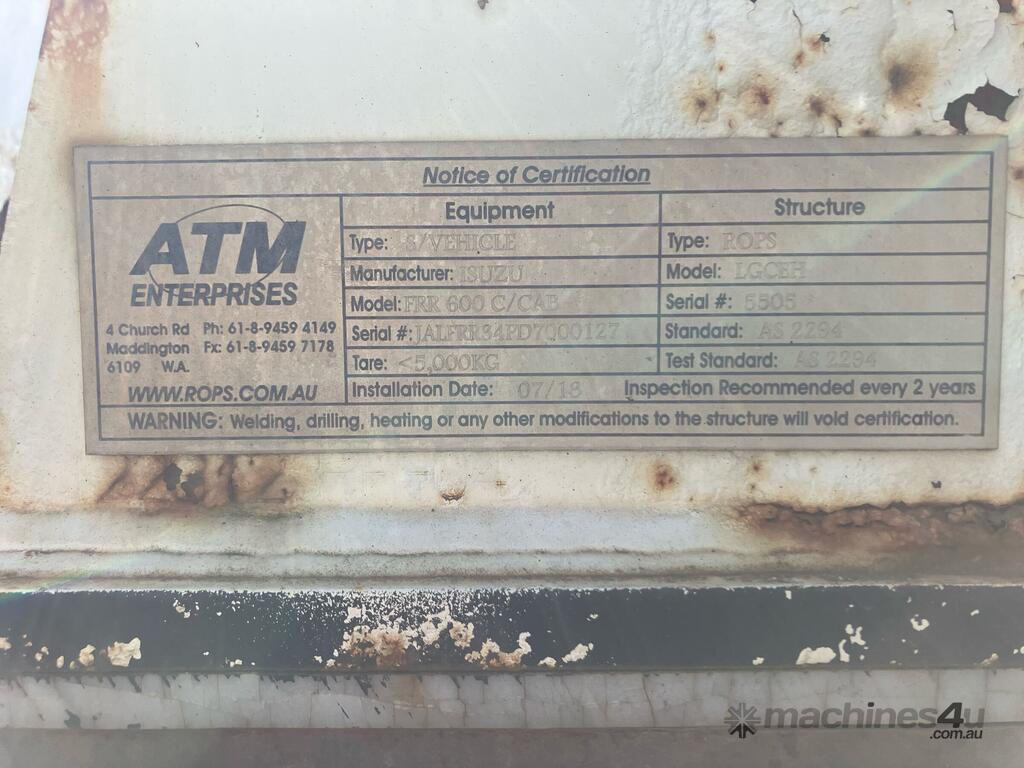 Notice of Certification
ATM
ENTERPRISES
4 Church Rd Ph: 61-8-9459 4149
Maddington Fx: 61-8-9459 7178
6109 W.A.
WWW.ROPS.COM.AU
Equipment
Type: S/VEHICLE
Manufacturer: ISUZU
Model: FRR 600 C/CAB
Serial #: JALFRR34PD7000127
Tare: <5,000KG
Structure
Type: ROPS
Model: LGCEH
Serial #: 5505
Standard: AS 2294
Test Standard: AS 2294
Installation Date: 07/18 Inspection Recommended every 2 years
WARNING: Welding, drilling, heating or any other modifications to the structure will void certification.
machines4u
.com.au